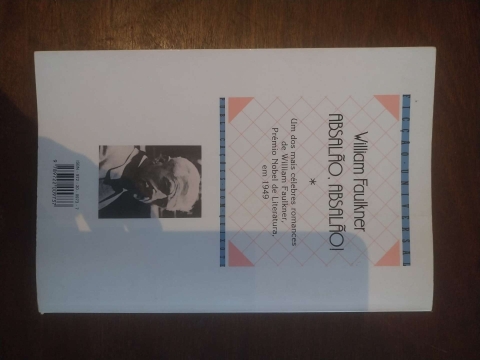 William Faulkner
ABSALÃO, ABSALÃO!
*
Um dos mais célebres romances
de William Faulkner,
Prémio Nobel de Literatura,
em 1949